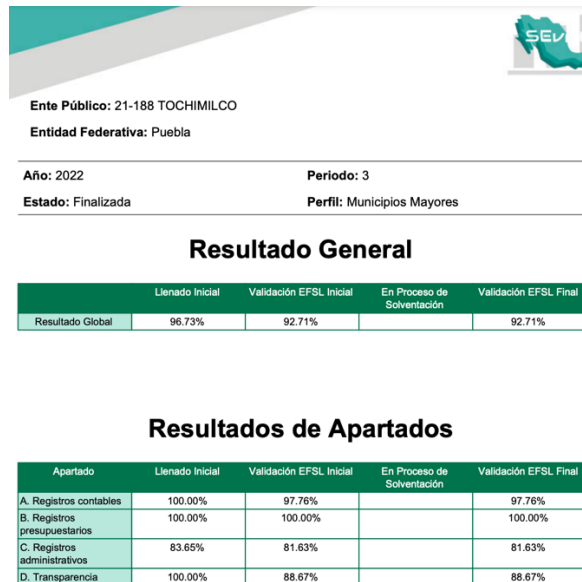 SEv
Ente Público: 21-188 TOCHIMILCO
Entidad Federativa: Puebla
Año: 2022 Periodo: 3
Estado: Finalizada Perfil: Municipios Mayores
Resultado General
Llenado Inicial Validación EFSL Inicial En Proceso de Solventación Validación EFSL Final
Resultado Global 96.73% 92.71% 92.71%
Resultados de Apartados
Apartado Llenado Inicial Validación EFSL Inicial En Proceso de Solventación Validación EFSL Final
A. Registros contables 100.00% 97.76% 97.76%
B. Registros presupuestarios 100.00% 100.00% 100.00%
C. Registros administrativos 83.65% 81.63% 81.63%
D. Transparencia 100.00% 88.67% 88.67%